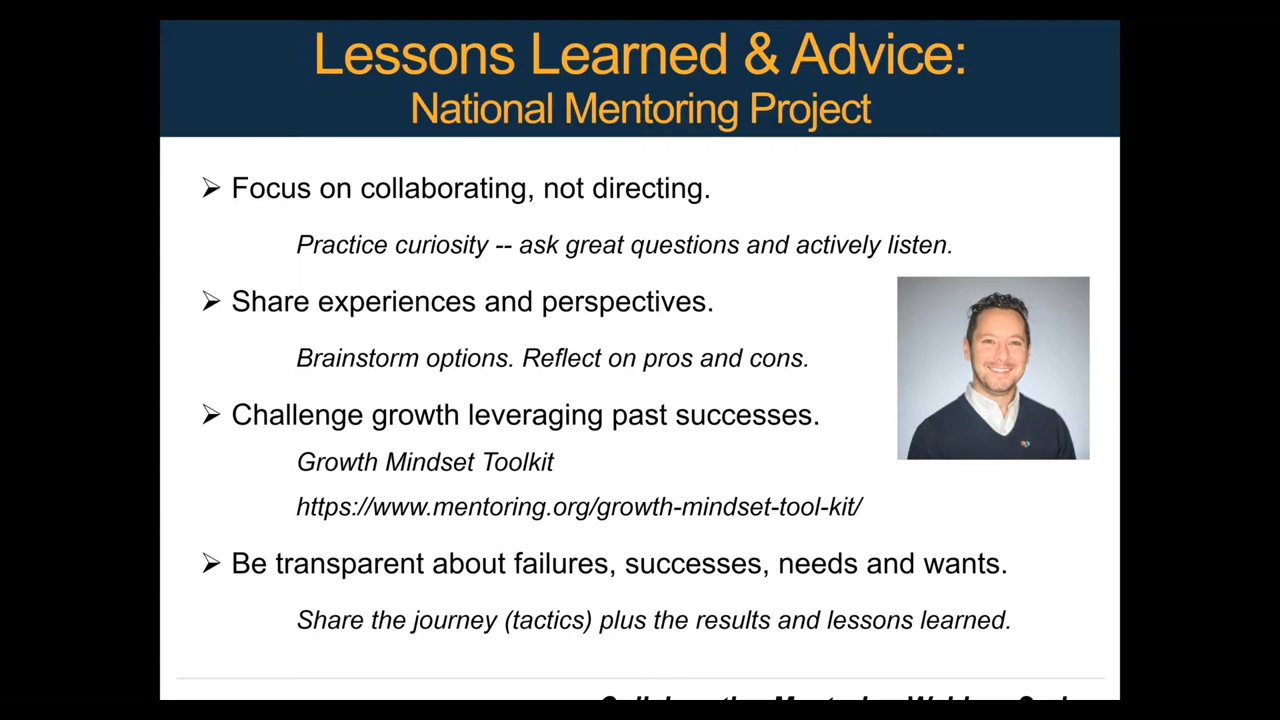 Lessons Learned & Advice:
National Mentoring Project
➢ Focus on collaborating, not directing.
Practice curiosity -- ask great questions and actively listen.
➢ Share experiences and perspectives.
Brainstorm options. Reflect on pros and cons.
➢ Challenge growth leveraging past successes.
Growth Mindset Toolkit
https://www.mentoring.org/growth-mindset-tool-kit/
➢ Be transparent about failures, successes, needs and wants.
Share the journey (tactics) plus the results and lessons learned.